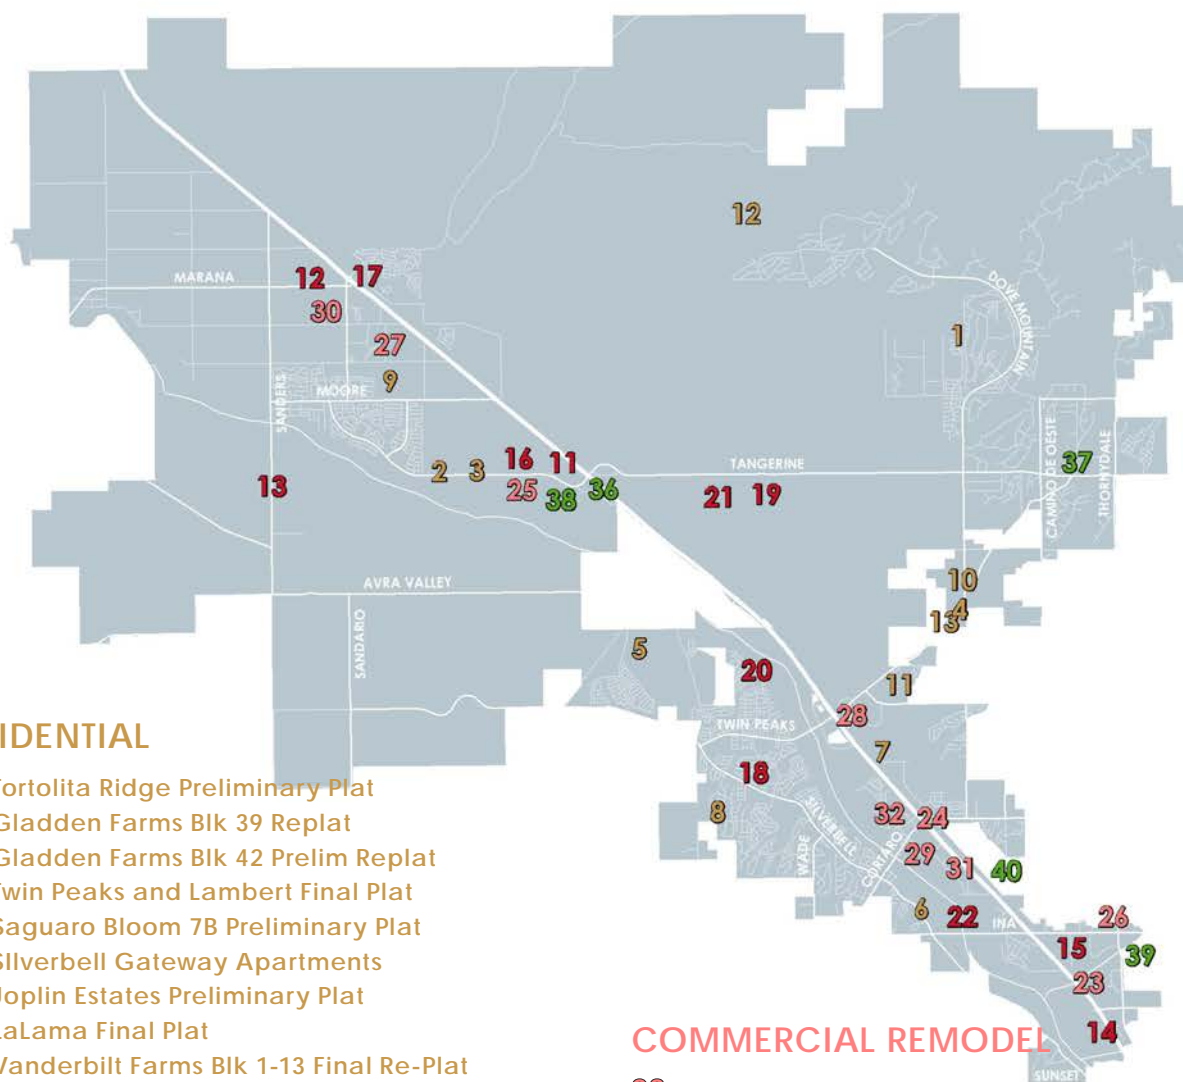 12
1
MARANA
12
17
DOVE MOUNTAIN
30
27
9
MOORE
SANDERS
2
3
16
11
TANGERINE
37
CAMINO DE OESTE
THORNYDALE
13
25
38
36
21
19
AVRA VALLEY
10
4
13
SANDARIO
5
20
11
TWIN PEAKS
28
7
18
8
SILVERBELL
32
24
WADE
CORTARO
29
31
40
6
22
INA
26
15
39
23
14
SUNSET
IDENTIAL
Tortolita Ridge Preliminary Plat
Gladden Farms Blk 39 Replat
Gladden Farms Blk 42 Prelim Replat
Twin Peaks and Lambert Final Plat
Saguaro Bloom 7B Preliminary Plat
SIlverbell Gateway Apartments
Joplin Estates Preliminary Plat
LaLama Final Plat
Vanderbilt Farms Blk 1-13 Final Re-Plat
COMMERCIAL REMODEL